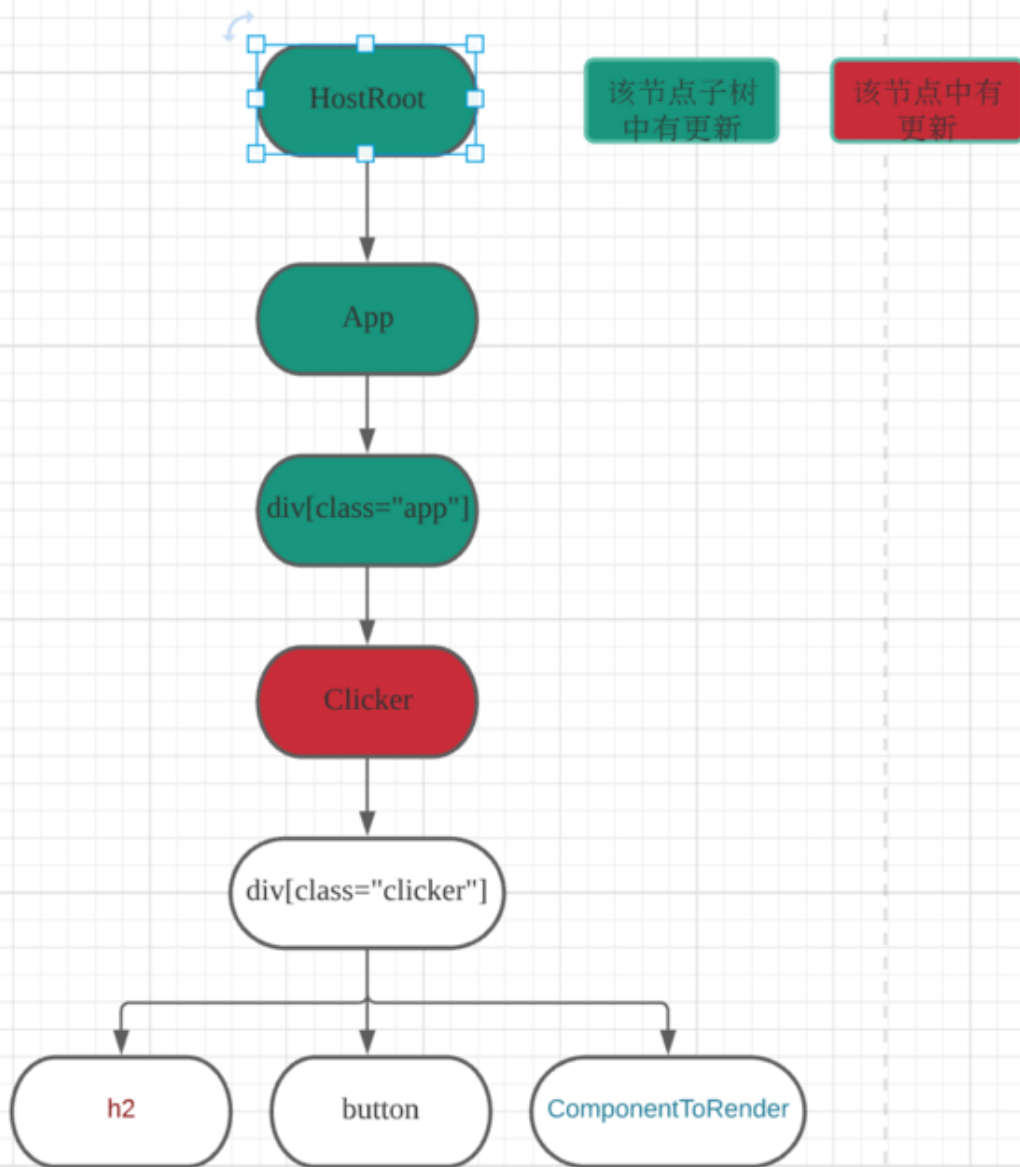 HostRoot
该节点子树
中有更新
该节点中有
更新
App
div[class="app"]
Clicker
div[class="clicker"]
h2
button
ComponentToRender